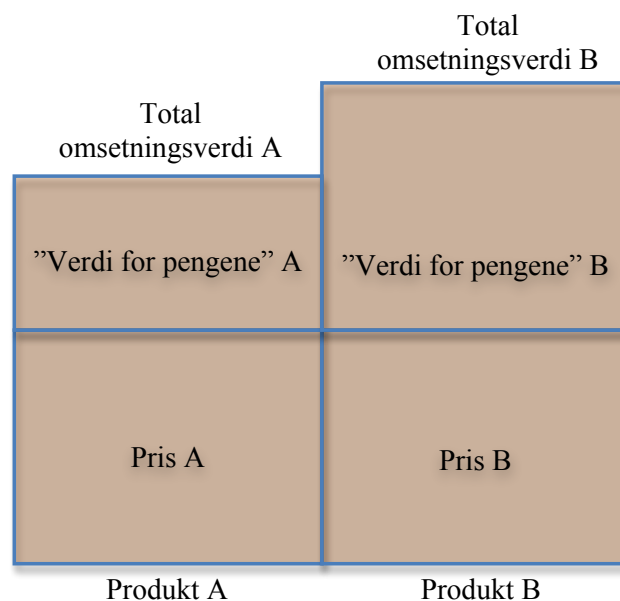 Total
omsetningsverdi B
Total
omsetningsverdi A
”Verdi for pengene” A
”Verdi for pengene” B
Pris A
Pris B
Produkt A
Produkt B